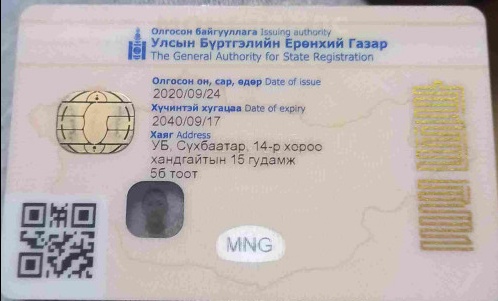 Олгосон байгууллага Issuing authority
Улсын Бүртгэлийн Ерөнхий Газар
The General Authority for State Registration
Олгосон он, сар, өдөр Date of issue
2020/09/24
Хүчинтэй хугацаа Date of expiry
2040/09/17
Хаяг Address
УБ, Сүхбаатар, 14-р хороо
хандгайтын 15 гудамж
5б тоот
MNG